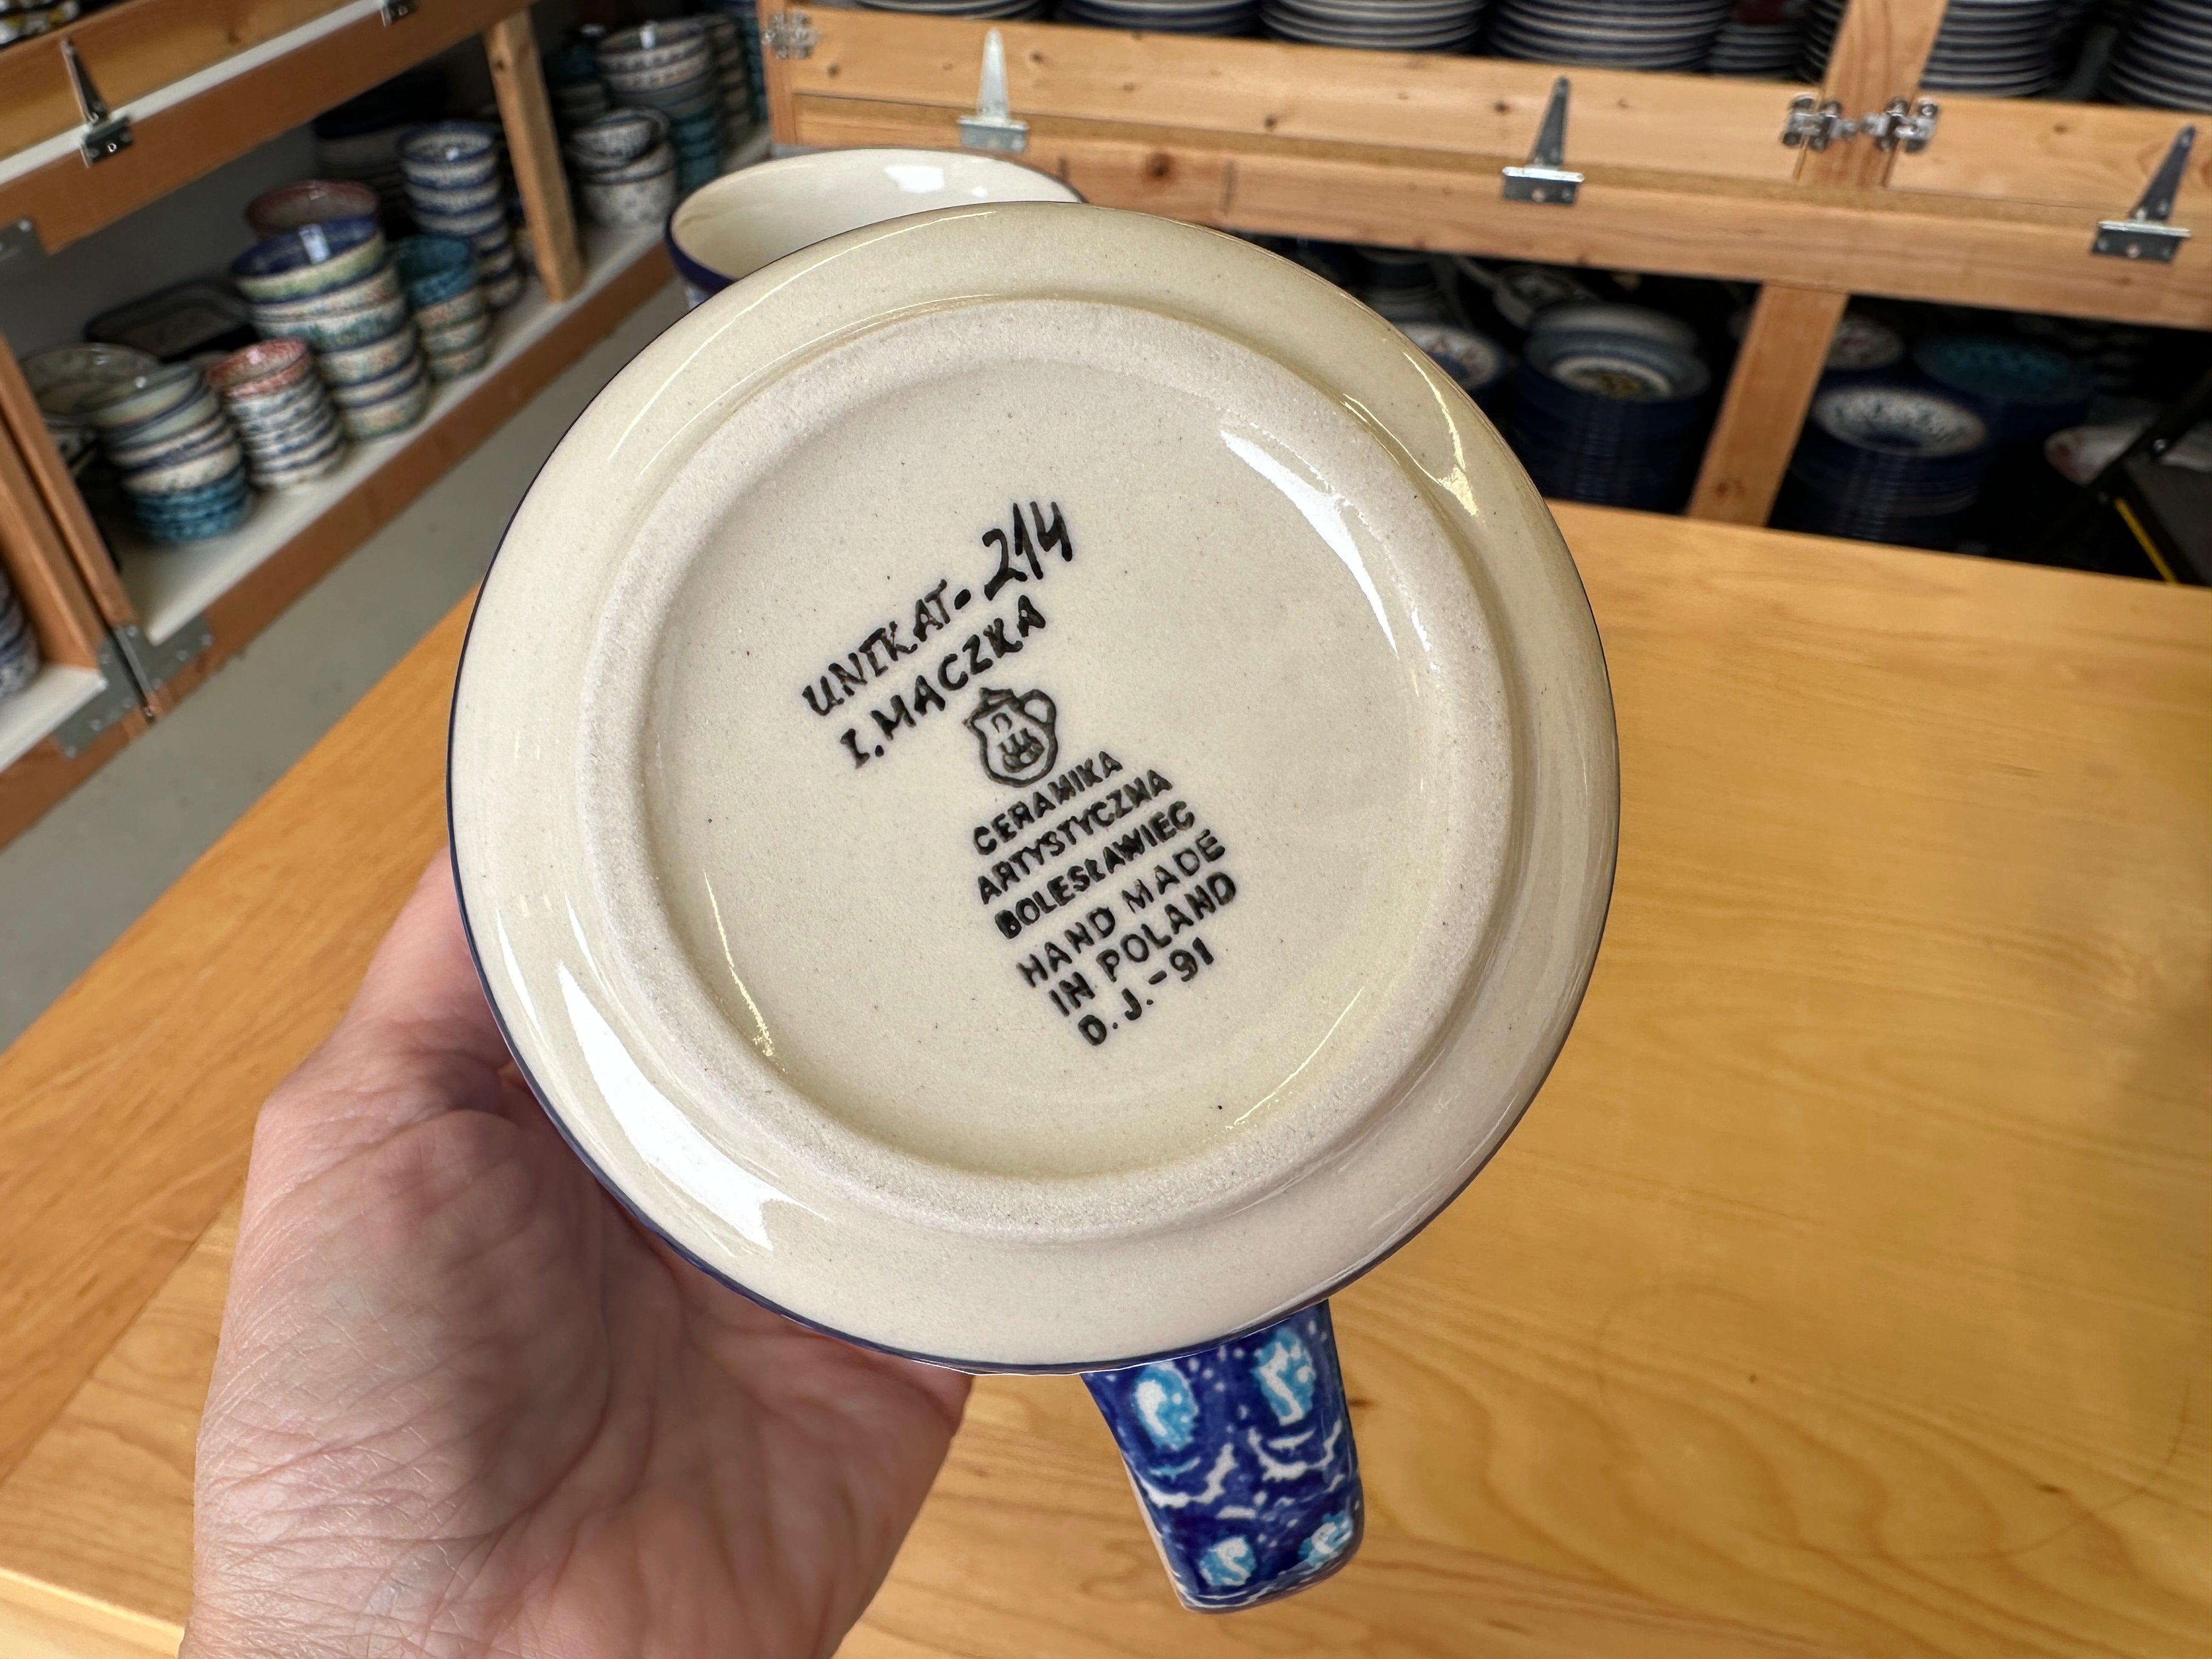 UNIKAT-214
I. MACZKA
CERAMIKA
ARTYSTYCZNA
BOLESŁAWIEC
HAND MADE
IN POLAND
D. J.-91